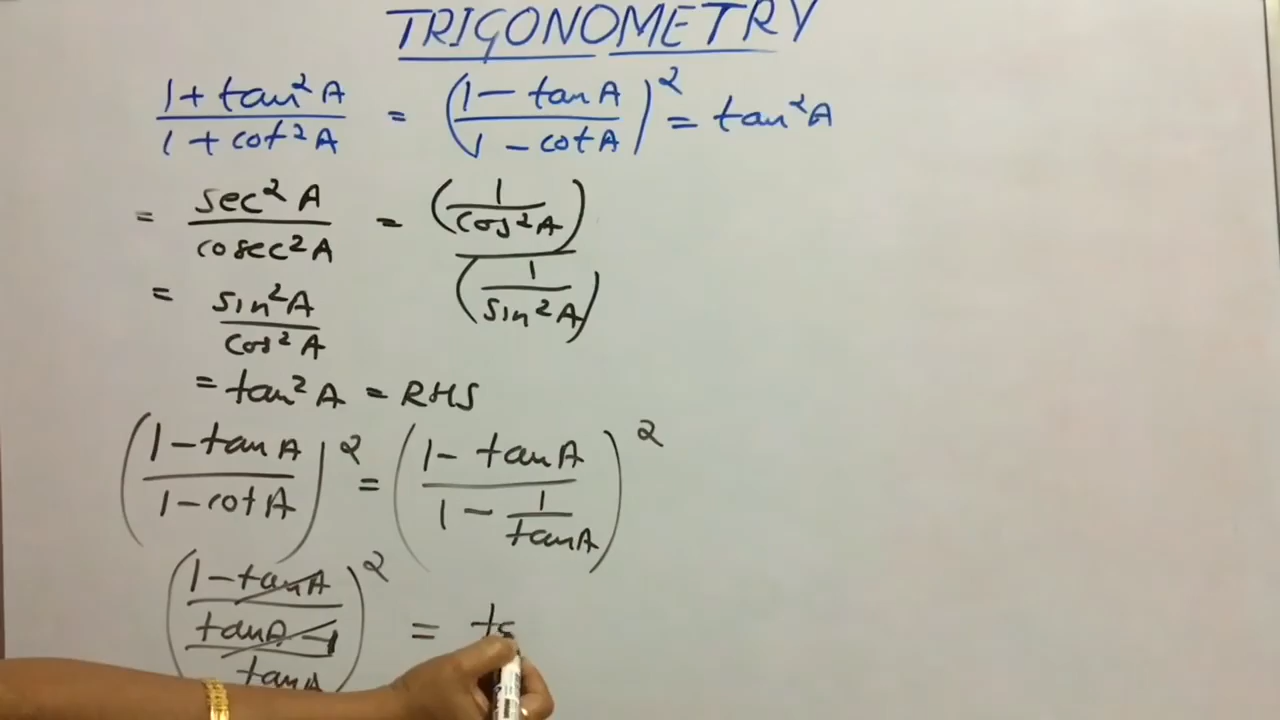 TRIGONOMETRY
(1 + tan²A)/(1 + cot²A) = ((1 - tanA)/(1 - cotA))² = tan²A
= sec²A/cosec²A = (1/cos²A)/(1/sin²A)
= sin²A/cos²A
= tan²A = RHS
((1 - tanA)/(1 - cotA))² = ((1 - tanA)/(1 - 1/tanA))²
((1 - tanA)/((tanA - 1)/tanA))² =